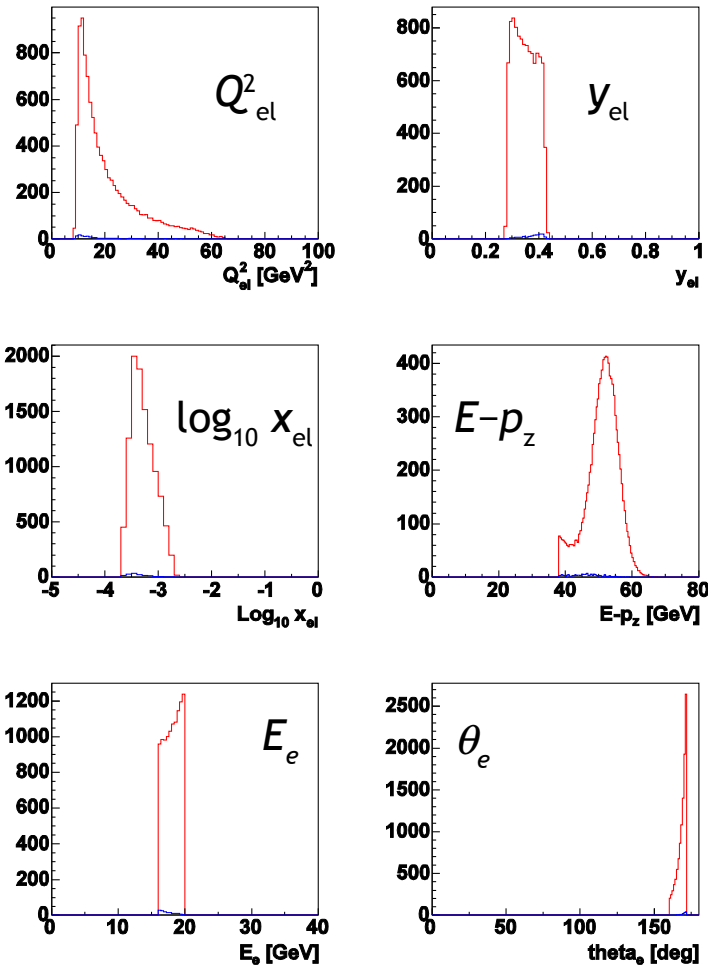 800
600
400
200
0
Q²el
0 20 40 60 80 100
Q²el [GeV²]
800
600
400
200
0
yel
0 0.2 0.4 0.6 0.8 1
yel
2000
1500
1000
500
0
log₁₀ xel
-5 -4 -3 -2 -1 0
Log₁₀ xel
400
300
200
100
0
E−pz
0 20 40 60 80
E-pz [GeV]
1200
1000
800
600
400
200
0
Ee
0 10 20 30 40
Ee [GeV]
2500
2000
1500
1000
500
0
θe
0 50 100 150
thetae [deg]